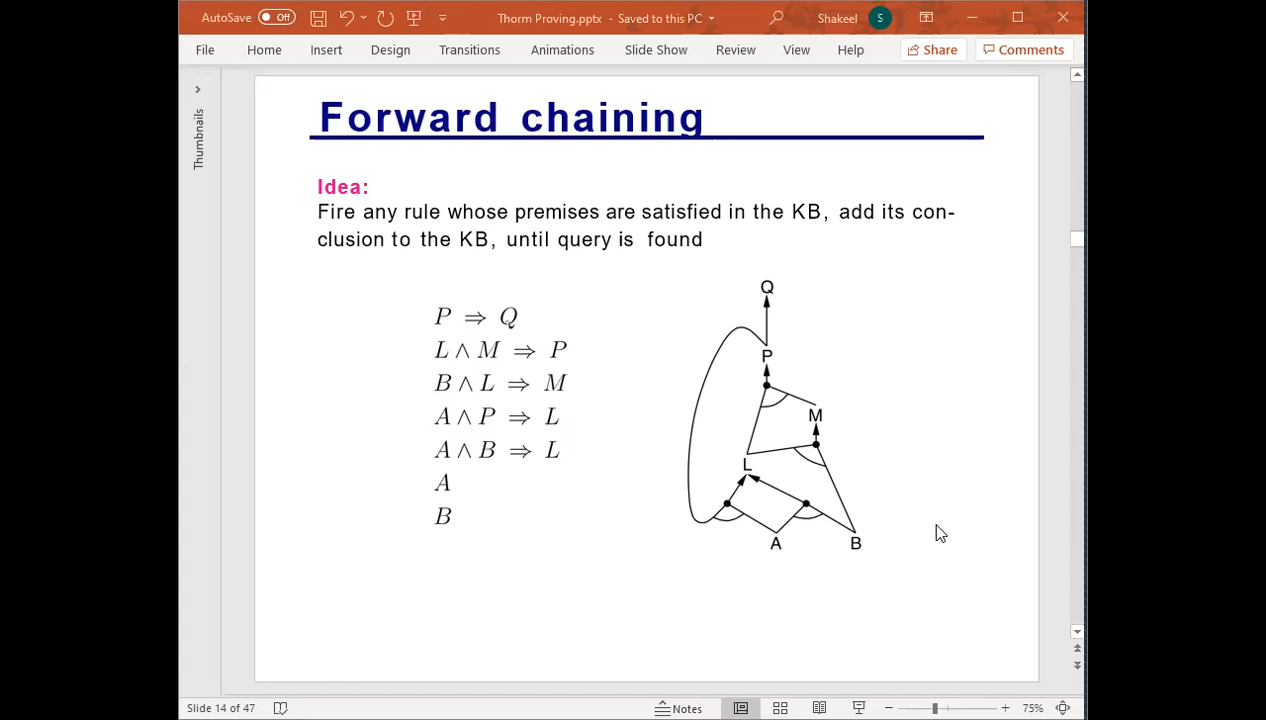 AutoSave Off Thorm Proving.pptx - Saved to this PC Shakeel S
File Home Insert Design Transitions Animations Slide Show Review View Help Share Comments
Thumbnails
Forward chaining
Idea:
Fire any rule whose premises are satisfied in the KB, add its con-
clusion to the KB, until query is found
P ⇒ Q
L ∧ M ⇒ P
B ∧ L ⇒ M
A ∧ P ⇒ L
A ∧ B ⇒ L
A
B
Q
P
M
L
A B
Slide 14 of 47 Notes 75%